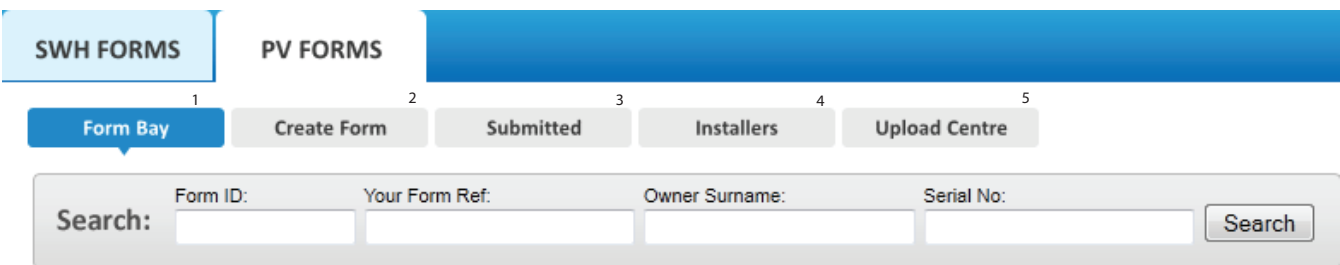 SWH FORMS PV FORMS
1 2 3 4 5
Form Bay Create Form Submitted Installers Upload Centre
Form ID: Your Form Ref: Owner Surname: Serial No:
Search: Search